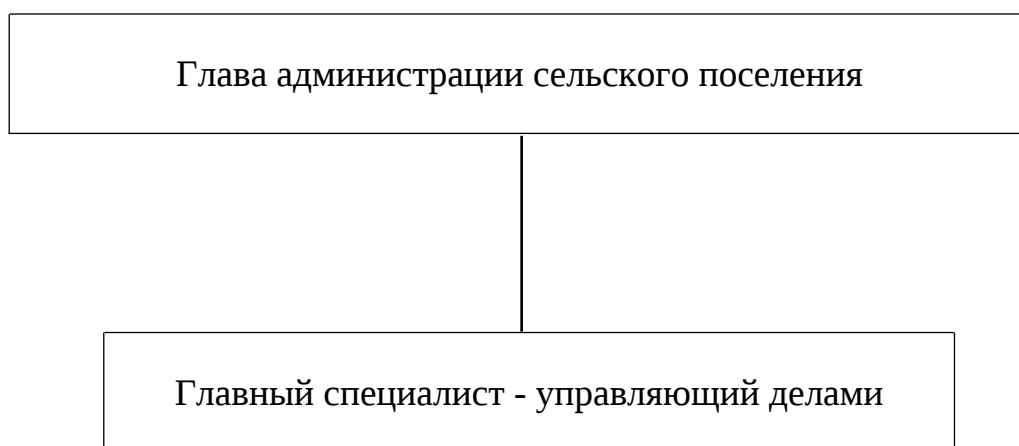 Глава администрации сельского поселения
Главный специалист - управляющий делами